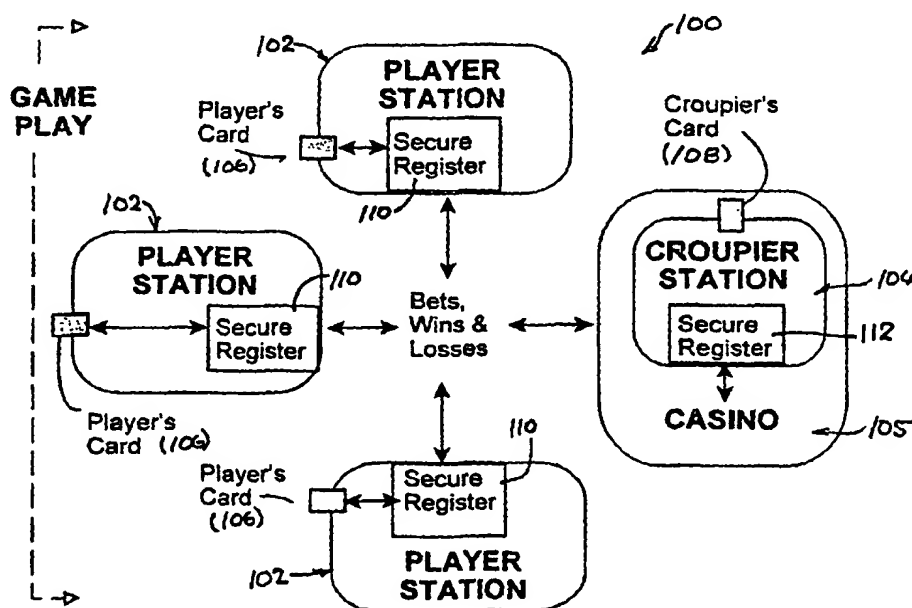 100
102
PLAYER
STATION
GAME
PLAY
Player's
Card
(106)
Secure
Register
110
Croupier's
Card
(108)
102
PLAYER
STATION
110
Secure
Register
Player's
Card (106)
Bets,
Wins &
Losses
CROUPIER
STATION
104
Secure
Register
112
CASINO
105
Player's
Card
(106)
110
Secure
Register
102
PLAYER
STATION